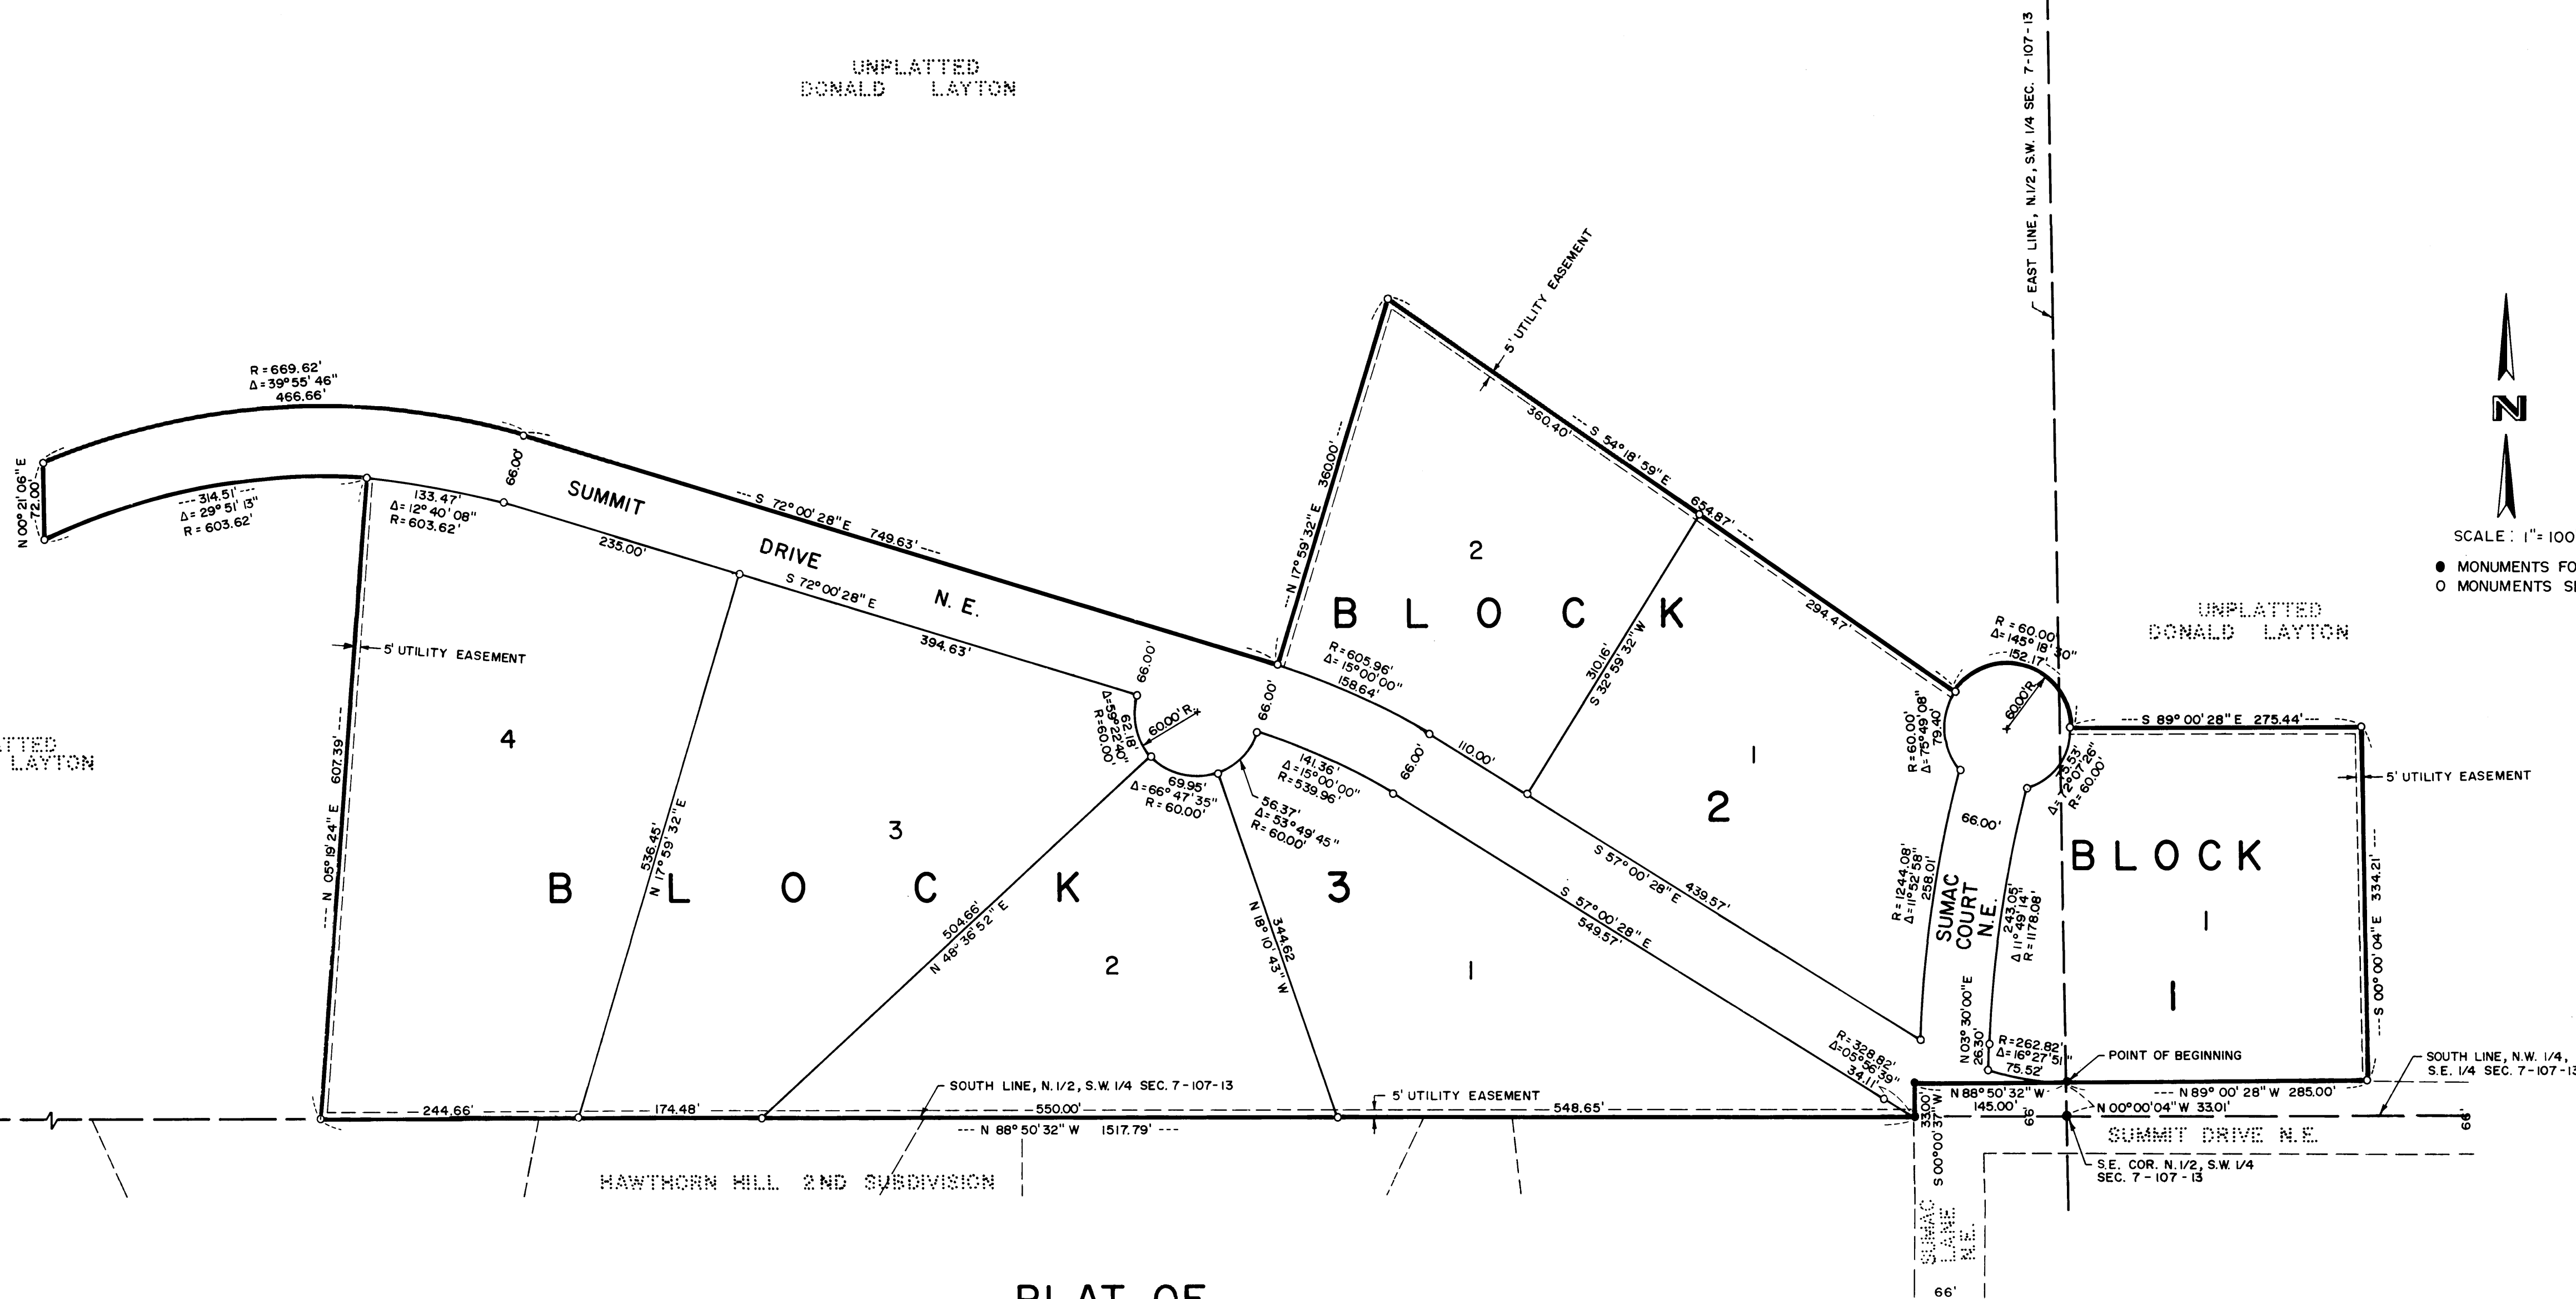 UNPLATTED
DONALD LAYTON
EAST LINE, N.1/2, S.W. 1/4 SEC. 7-107-13
5' UTILITY EASEMENT
R=669.62'
Δ=39°55'46"
466.66'
N 00°21'06" E
72.00'
314.51'
Δ=29°51'13"
R=603.62'
133.47'
Δ=12°40'08"
R=603.62'
66.00'
SUMMIT
DRIVE
N. E.
S 72°00'28" E 749.63'
235.00'
S 72°00'28" E
394.63'
N 17°59'32" E 360.00'
S 54°18'59" E
654.87'
360.40'
294.47'
2
BLOCK
2
1
310.16'
S 32°59'32" W
R=605.96'
Δ=15°00'00"
158.64'
110.00'
66.00'
66.00'
66.00'
60.00' R.
62.18'
Δ=59°22'40"
R=60.00'
69.95'
Δ=66°47'35"
R=60.00'
56.37'
Δ=53°49'45"
R=60.00'
141.36'
Δ=15°00'00"
R=539.96'
S 57°00'28" E
439.57'
S 57°00'28" E
549.57'
N
SCALE: 1"=100
● MONUMENTS FO
O MONUMENTS S
UNPLATTED
DONALD LAYTON
R=60.00'
Δ=145°18'30"
152.17'
60.00'R.
R=60.00'
Δ=75°49'08"
79.40'
Δ=72°07'26"
R=60.00'
S 89°00'28" E 275.44'
5' UTILITY EASEMENT
S 00°00'04" E 334.21'
BLOCK
1
1
66.00'
R=1244.08'
Δ=11°52'58"
258.01'
SUMAC
COURT
N.E.
243.05'
Δ=11°49'14"
R=1178.08'
N 03°30'00" E
26.30'
R=262.82'
Δ=16°27'51"
75.52'
POINT OF BEGINNING
SOUTH LINE, N.W. 1/4,
S.E. 1/4 SEC. 7-107-13
N 88°50'32" W
145.00'
N 89°00'28" W 285.00'
N 00°00'04" W 33.01'
66'
66'
SUMMIT DRIVE N.E.
S.E. COR. N.1/2, S.W. 1/4
SEC. 7-107-13
33.00'
S 00°00'37" W
SUMAC
LANE
N.E.
66'
R=328.82'
Δ=05°56'39"
34.11'
TTED
LAYTON
N 05°19'24" E 607.39'
5' UTILITY EASEMENT
4
536.45'
N 17°59'32" E
3
BLOCK 3
504.66'
N 48°36'52" E
2
344.62
N 18°10'43" W
1
SOUTH LINE, N.1/2, S.W. 1/4 SEC. 7-107-13
5' UTILITY EASEMENT
244.66'
174.48'
550.00'
548.65'
N 88°50'32" W 1517.79'
HAWTHORN HILL 2ND SUBDIVISION
PLAT OF